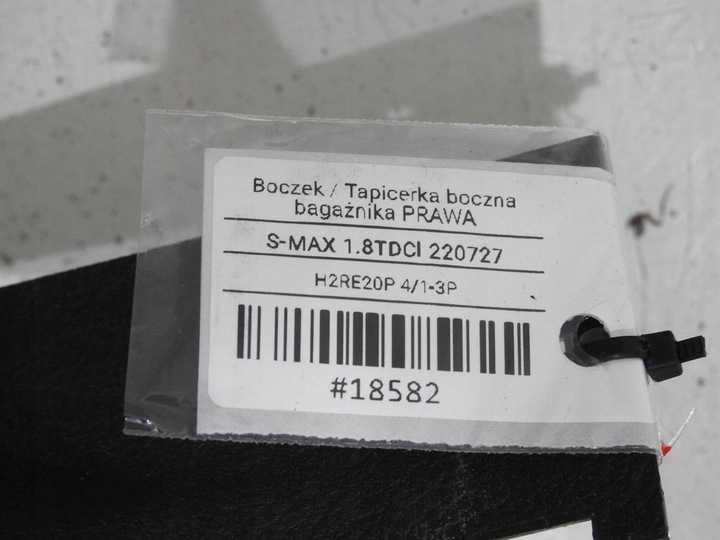 Boczek / Tapicerka boczna
bagażnika PRAWA
S-MAX 1.8TDCI 220727
H2RE20P 4/1-3P
#18582